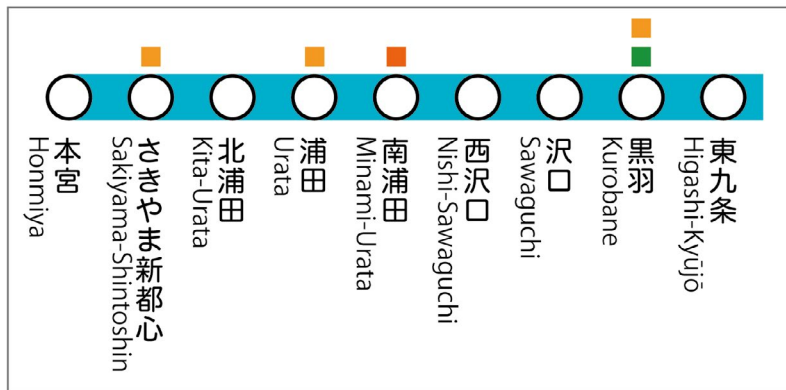 本宮
Honmiya
さきやま新都心
Sakiyama-Shintoshin
北浦田
Kita-Urata
浦田
Urata
南浦田
Minami-Urata
西沢口
Nishi-Sawaguchi
沢口
Sawaguchi
黒羽
Kurobane
東九条
Higashi-Kyūjō